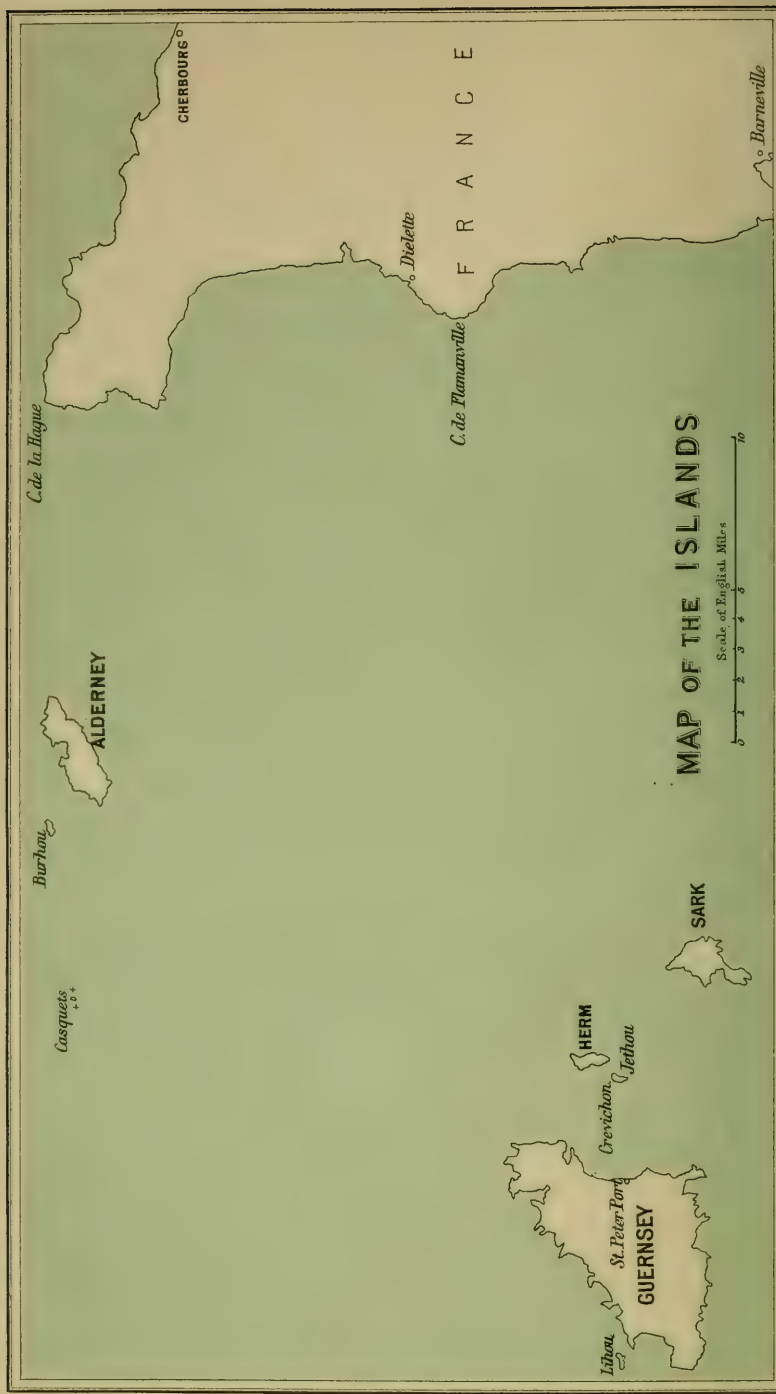 C. de la Hague
CHERBOURG
Burhou
ALDERNEY
Casquets
Dielette
FRANCE
C. de Flamanville
HERM
Crevichon
Jethou
Lihou
St. Peter Port
GUERNSEY
SARK
MAP OF THE ISLANDS
Scale of English Miles
0 1 2 3 4 5 10
Barneville